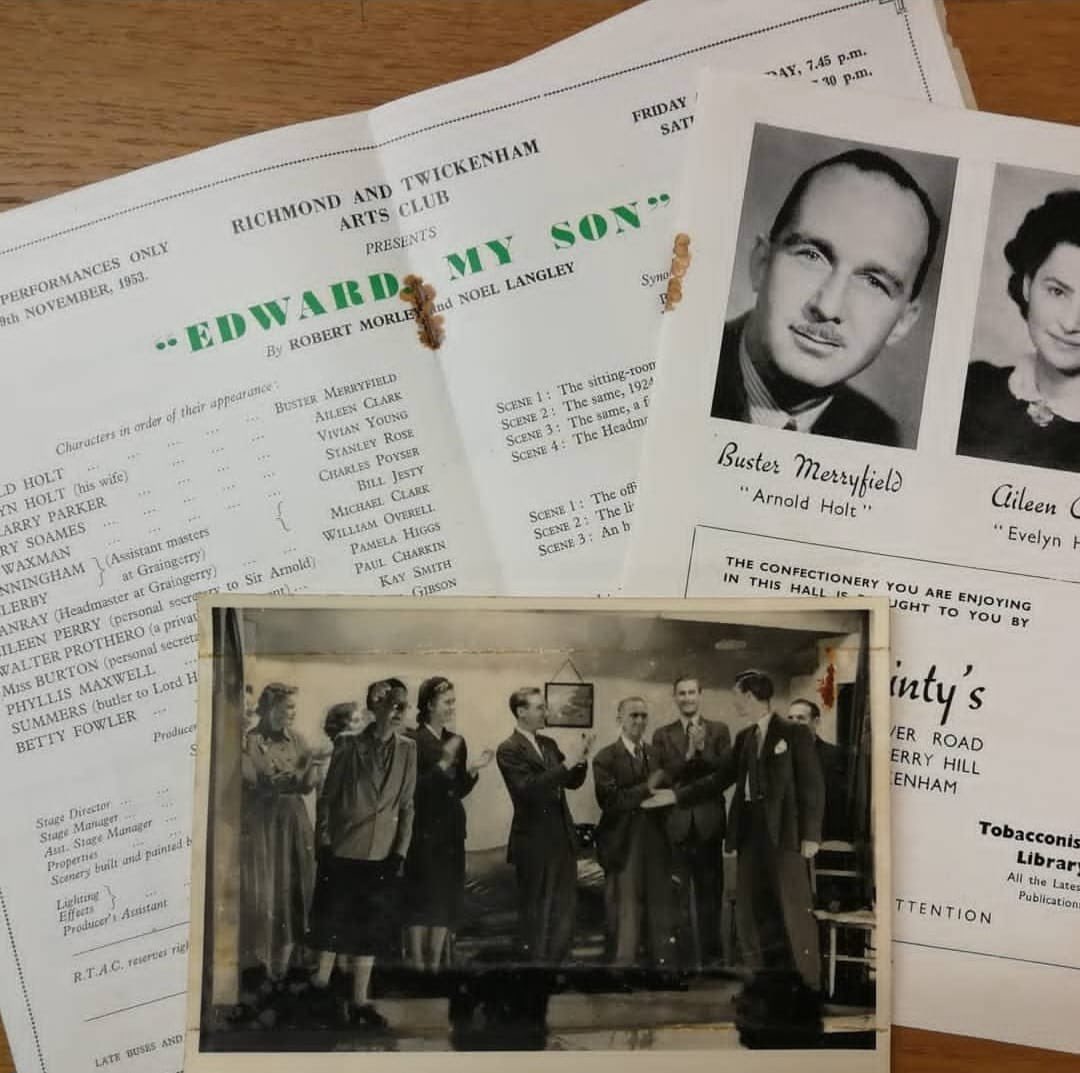 PERFORMANCES ONLY
9th NOVEMBER, 1953.
RICHMOND AND TWICKENHAM
ARTS CLUB
PRESENTS
"EDWARD, MY SON"
By ROBERT MORLEY and NOEL LANGLEY
FRIDAY
DAY, 7.45 p.m.
30 p.m.
Characters in order of their appearance:
LD HOLT ... BUSTER MERRYFIELD
YN HOLT (his wife) ... AILEEN CLARK
LARRY PARKER ... VIVIAN YOUNG
RY SOAMES ... STANLEY ROSE
WAXMAN ... CHARLES POYSER
NNINGHAM } (Assistant masters { BILL JESTY
LLERBY } at Graingerry) { MICHAEL CLARK
ANRAY (Headmaster at Graingerry) ... WILLIAM OVERELL
EILEEN PERRY (personal secretary to Sir Arnold) PAMELA HIGGS
WALTER PROTHERO (a priva PAUL CHARKIN
MISS BURTON (personal secreta KAY SMITH
PHYLLIS MAXWELL GIBSON
SUMMERS (butler to Lord H
BETTY FOWLER ...
Produce
Stage Director ...
Stage Manager ...
Asst. Stage Manager ...
Properties ...
Scenery built and painted b
Lighting }
Effects }
Producer's Assistant
R.T.A.C. reserves righ
LATE BUSES AND
Syno
SCENE 1: The sitting-room
SCENE 2: The same, 1924
SCENE 3: The same, a f
SCENE 4: The Headma
SCENE 1: The off
SCENE 2: The li
SCENE 3: An h
Buster Merryfield
"Arnold Holt"
Aileen C
"Evelyn H
THE CONFECTIONERY YOU ARE ENJOYING
IN THIS HALL IS UGHT TO YOU BY
inty's
VER ROAD
ERRY HILL
KENHAM
Tobacconis
Library
All the Lates
Publications
TTENTION